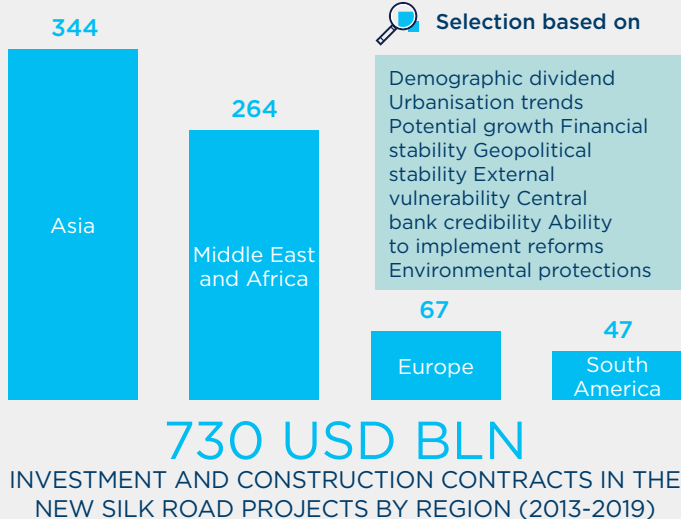 344
Asia
264
Middle East
and Africa
Selection based on
Demographic dividend
Urbanisation trends
Potential growth Financial
stability Geopolitical
stability External
vulnerability Central
bank credibility Ability
to implement reforms
Environmental protections
67
Europe
47
South
America
730 USD BLN
INVESTMENT AND CONSTRUCTION CONTRACTS IN THE
NEW SILK ROAD PROJECTS BY REGION (2013-2019)